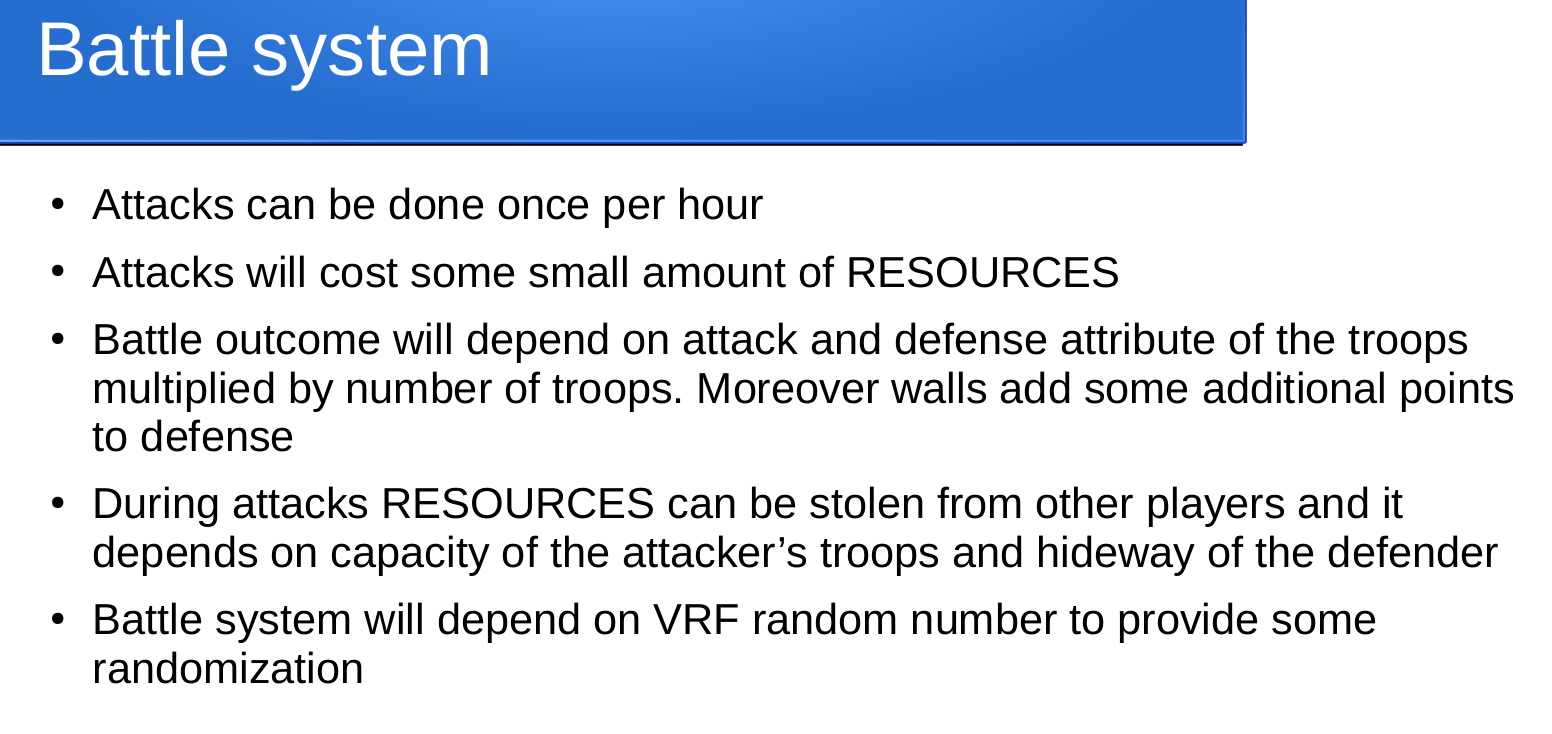 Battle system
• Attacks can be done once per hour
• Attacks will cost some small amount of RESOURCES
• Battle outcome will depend on attack and defense attribute of the troops
multiplied by number of troops. Moreover walls add some additional points
to defense
• During attacks RESOURCES can be stolen from other players and it
depends on capacity of the attacker’s troops and hideway of the defender
• Battle system will depend on VRF random number to provide some
randomization